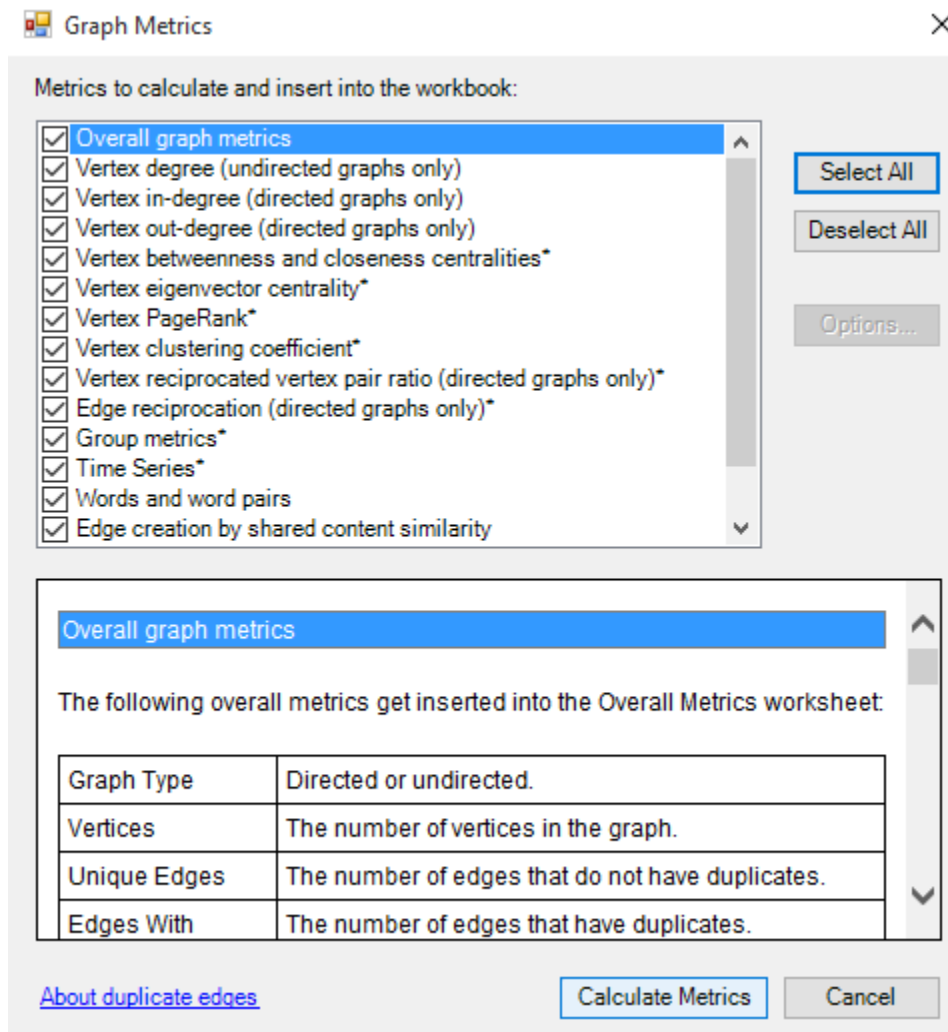 Graph Metrics
Metrics to calculate and insert into the workbook:
Overall graph metrics
Vertex degree (undirected graphs only)
Vertex in-degree (directed graphs only)
Vertex out-degree (directed graphs only)
Vertex betweenness and closeness centralities*
Vertex eigenvector centrality*
Vertex PageRank*
Vertex clustering coefficient*
Vertex reciprocated vertex pair ratio (directed graphs only)*
Edge reciprocation (directed graphs only)*
Group metrics*
Time Series*
Words and word pairs
Edge creation by shared content similarity
Select All
Deselect All
Options...
Overall graph metrics
The following overall metrics get inserted into the Overall Metrics worksheet:
Graph Type Directed or undirected.
Vertices The number of vertices in the graph.
Unique Edges The number of edges that do not have duplicates.
Edges With The number of edges that have duplicates.
About duplicate edges
Calculate Metrics
Cancel